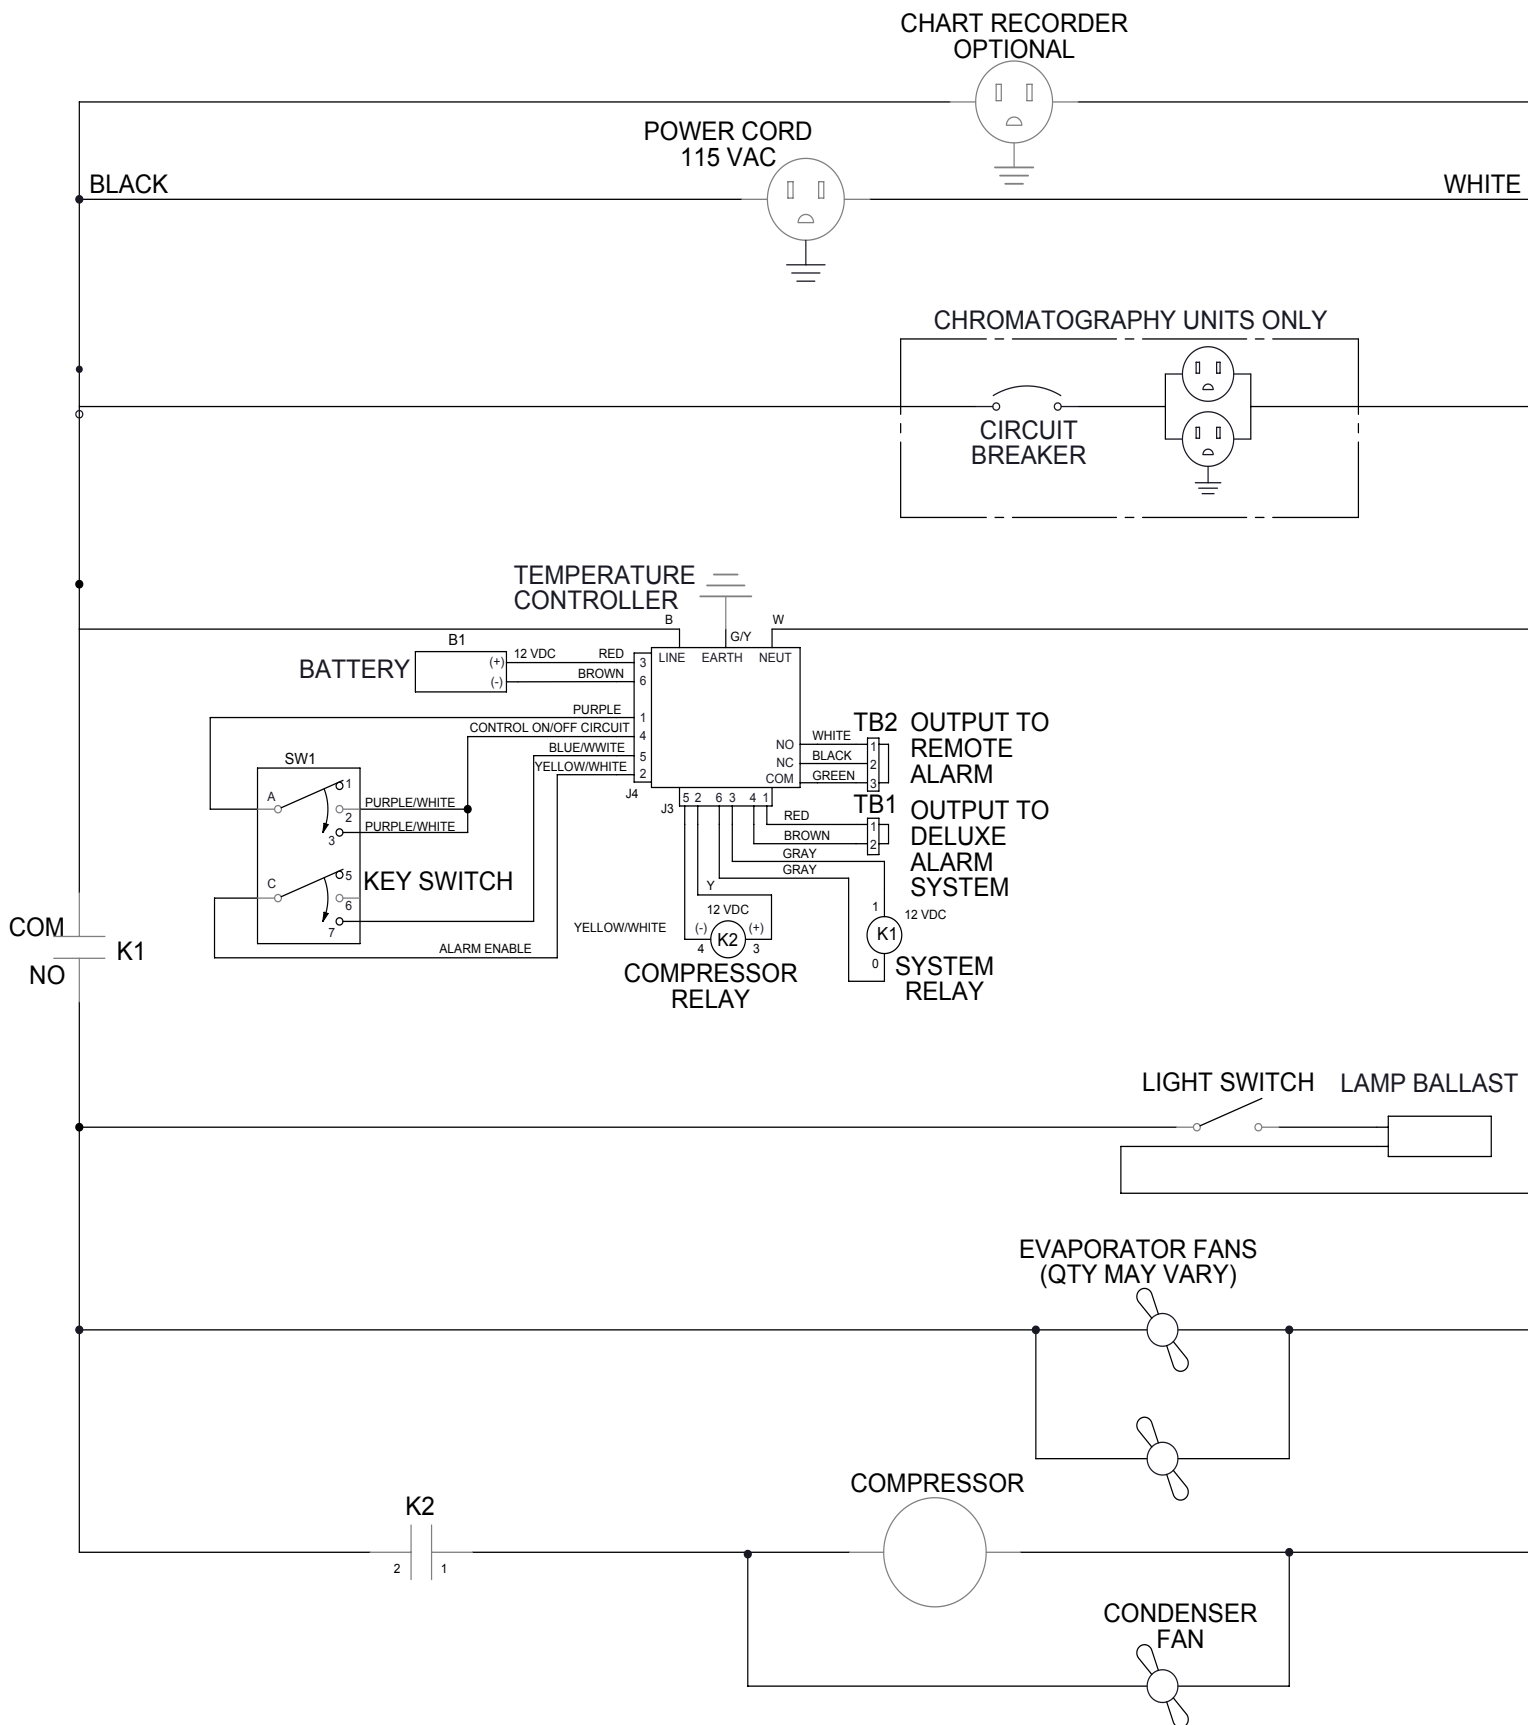 CHART RECORDER
OPTIONAL
POWER CORD
115 VAC
BLACK
WHITE
CHROMATOGRAPHY UNITS ONLY
CIRCUIT
BREAKER
TEMPERATURE
CONTROLLER
B
G/Y
W
LINE
EARTH
NEUT
B1
BATTERY
(+)
(-)
12 VDC
RED
3
BROWN
6
PURPLE
1
CONTROL ON/OFF CIRCUIT
4
BLUE/WWITE
5
YELLOW/WHITE
2
J4
SW1
A
1
2
3
PURPLE/WHITE
PURPLE/WHITE
C
5
6
7
KEY SWITCH
ALARM ENABLE
NO
NC
COM
WHITE
BLACK
GREEN
1
2
3
TB2
OUTPUT TO
REMOTE
ALARM
J3
5 2 6 3 4 1
RED
BROWN
GRAY
GRAY
TB1
1
2
OUTPUT TO
DELUXE
ALARM
SYSTEM
Y
12 VDC
YELLOW/WHITE
(-)
K2
(+)
4
3
COMPRESSOR
RELAY
1
12 VDC
K1
0
SYSTEM
RELAY
COM
K1
NO
LIGHT SWITCH
LAMP BALLAST
EVAPORATOR FANS
(QTY MAY VARY)
K2
2
1
COMPRESSOR
CONDENSER
FAN